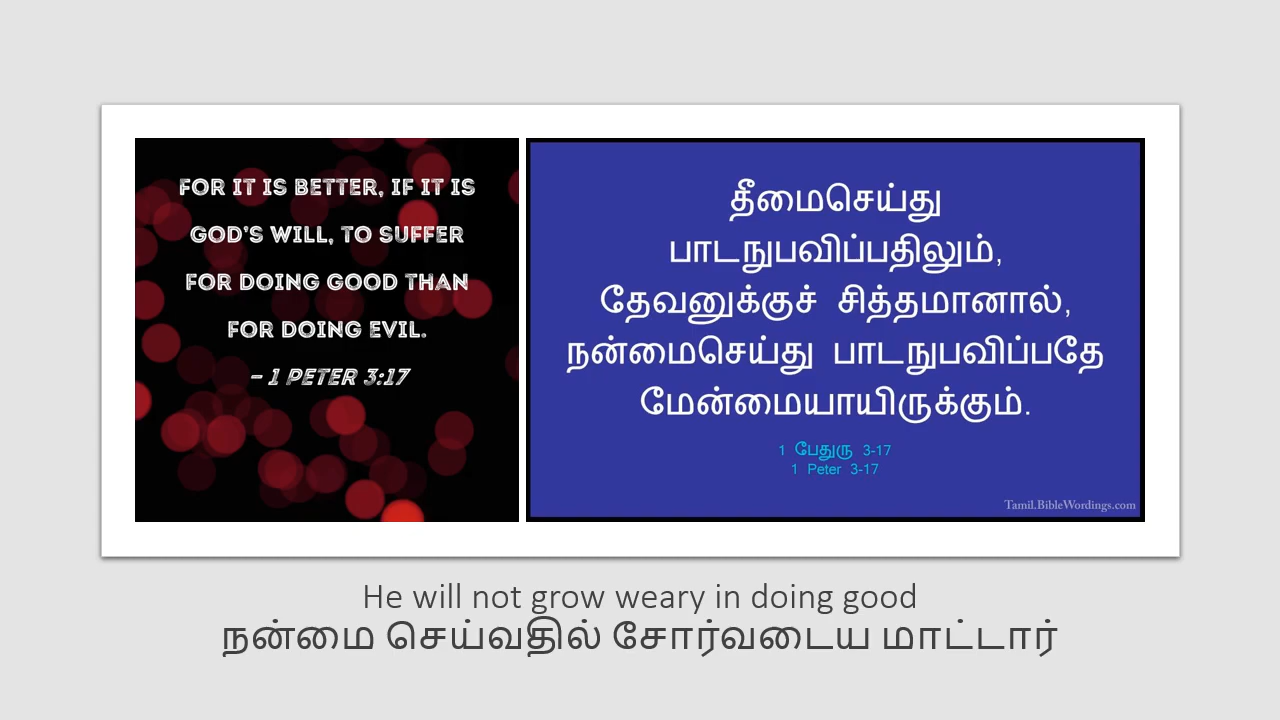 FOR IT IS BETTER, IF IT IS
GOD'S WILL, TO SUFFER
FOR DOING GOOD THAN
FOR DOING EVIL.
– 1 PETER 3:17
தீமைசெய்து
பாடநுபவிப்பதிலும்,
தேவனுக்குச் சித்தமானால்,
நன்மைசெய்து பாடநுபவிப்பதே
மேன்மையாயிருக்கும்.
1 பேதுரு 3-17
1 Peter 3-17
Tamil.BibleWordings.com
He will not grow weary in doing good
நன்மை செய்வதில் சோர்வடைய மாட்டார்